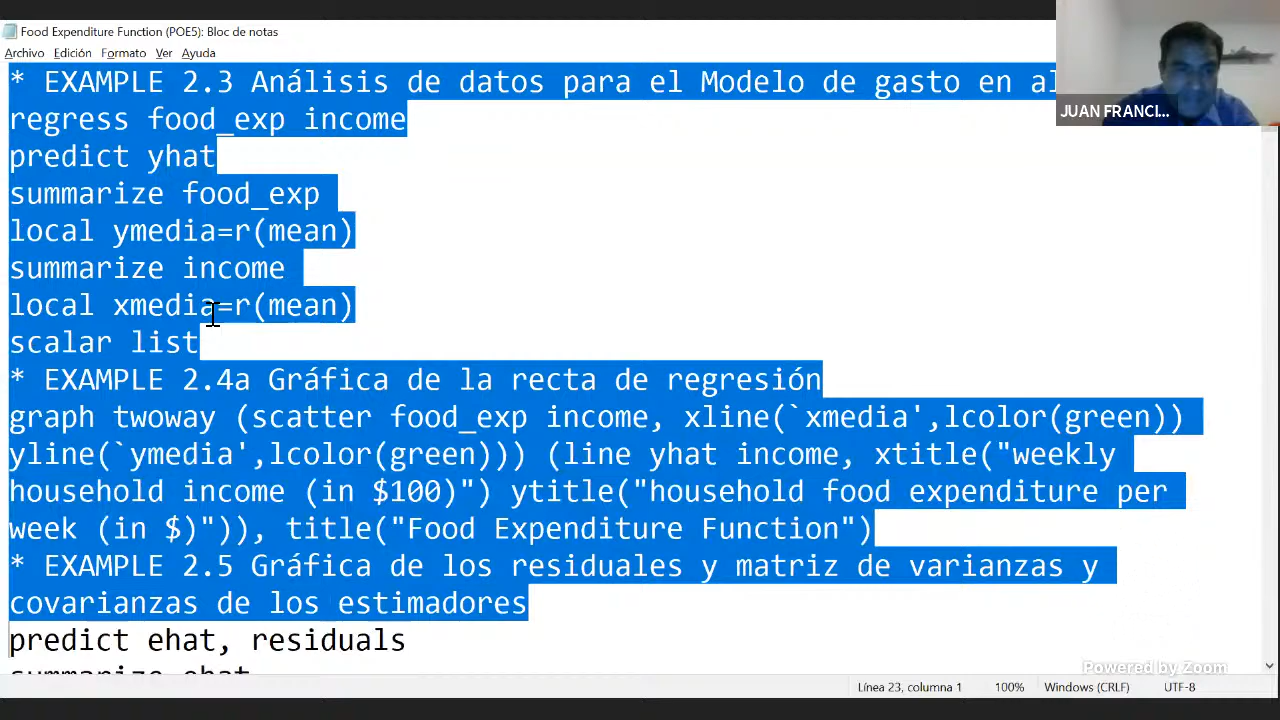 Food Expenditure Function (POE5): Bloc de notas
Archivo Edición Formato Ver Ayuda
* EXAMPLE 2.3 Análisis de datos para el Modelo de gasto en
regress food_exp income
predict yhat
summarize food_exp
local ymedia=r(mean)
summarize income
local xmedia=r(mean)
scalar list
* EXAMPLE 2.4a Gráfica de la recta de regresión
graph twoway (scatter food_exp income, xline(`xmedia',lcolor(green))
yline(`ymedia',lcolor(green))) (line yhat income, xtitle("weekly
household income (in $100)") ytitle("household food expenditure per
week (in $)")), title("Food Expenditure Function")
* EXAMPLE 2.5 Gráfica de los residuales y matriz de varianzas y
covarianzas de los estimadores
predict ehat, residuals
JUAN FRANCI...
Powered by Zoom
Línea 23, columna 1 100% Windows (CRLF) UTF-8